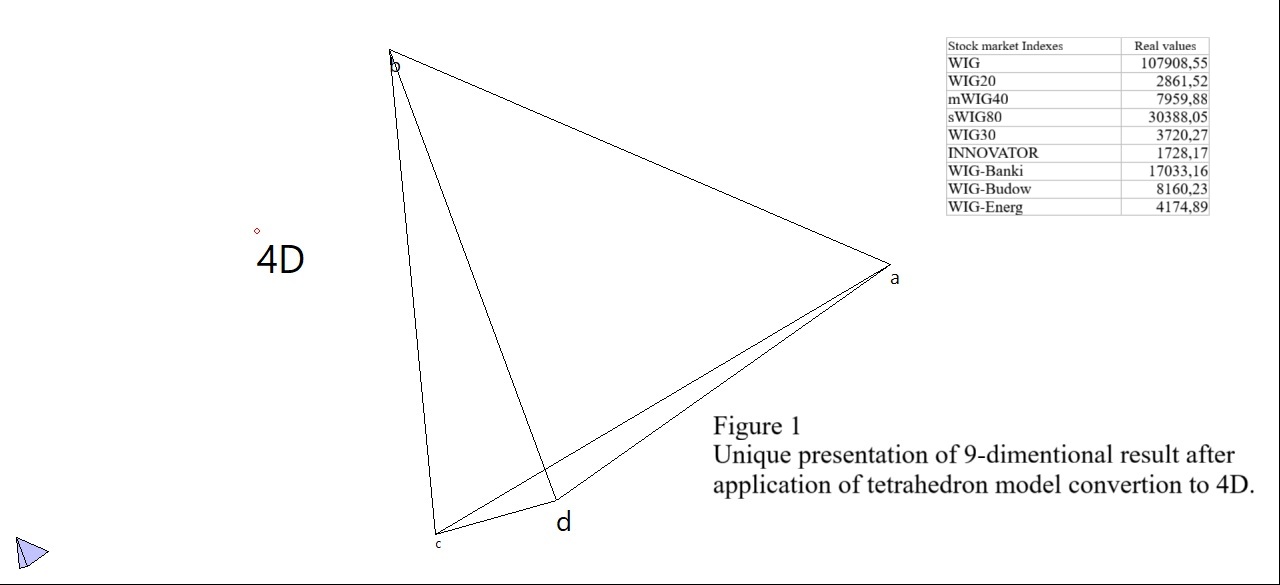 Stock market Indexes Real values
WIG 107908,55
WIG20 2861,52
mWIG40 7959,88
sWIG80 30388,05
WIG30 3720,27
INNOVATOR 1728,17
WIG-Banki 17033,16
WIG-Budow 8160,23
WIG-Energ 4174,89
b
4D
a
Figure 1
Unique presentation of 9-dimentional result after
application of tetrahedron model convertion to 4D.
d
c